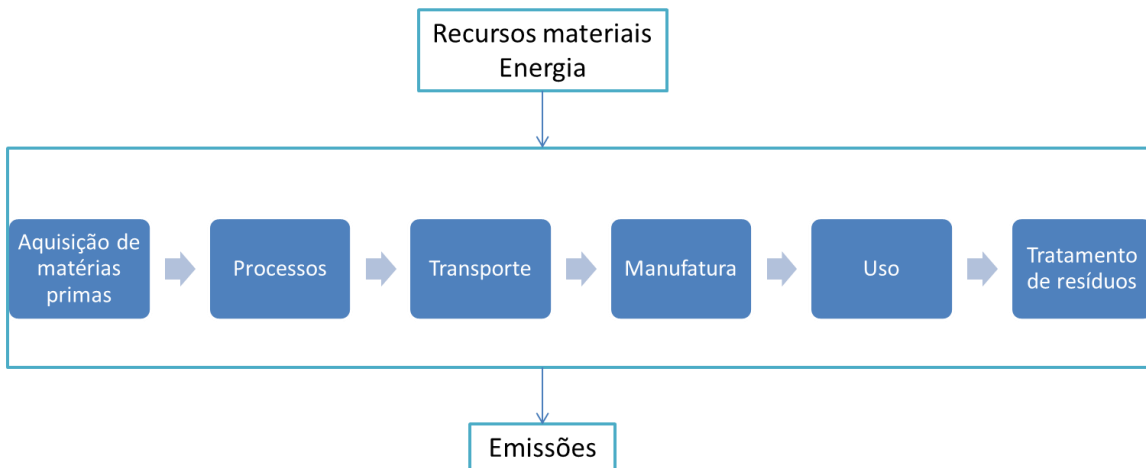 Recursos materiais
Energia
Aquisição de
matérias
primas
Processos
Transporte
Manufatura
Uso
Tratamento
de resíduos
Emissões